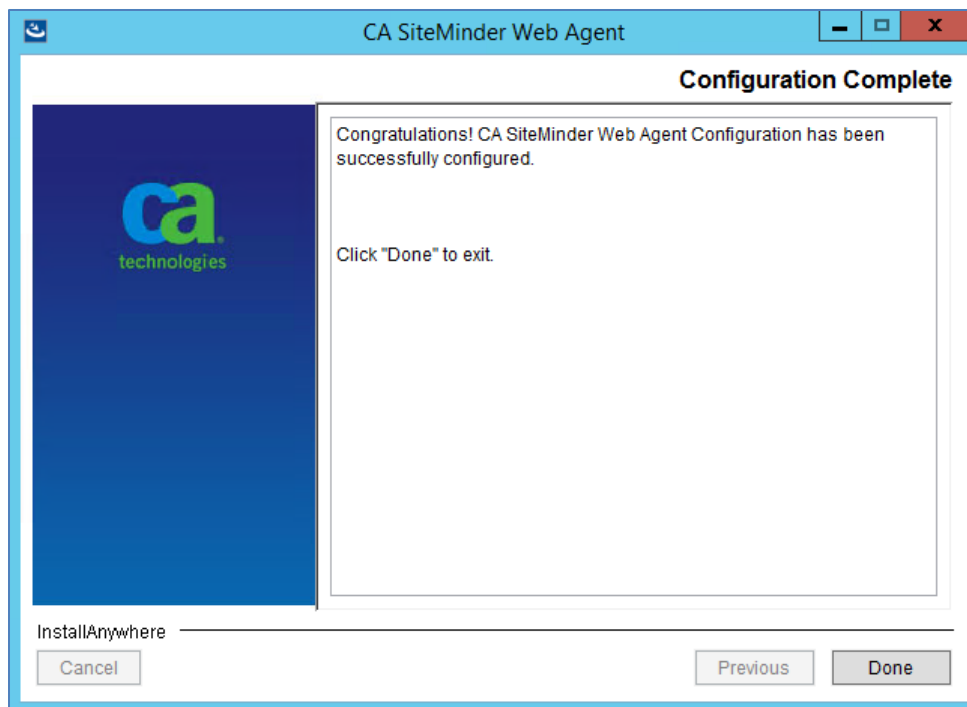 CA SiteMinder Web Agent
Configuration Complete
ca
technologies
Congratulations! CA SiteMinder Web Agent Configuration has been
successfully configured.
Click "Done" to exit.
InstallAnywhere
Cancel
Previous
Done